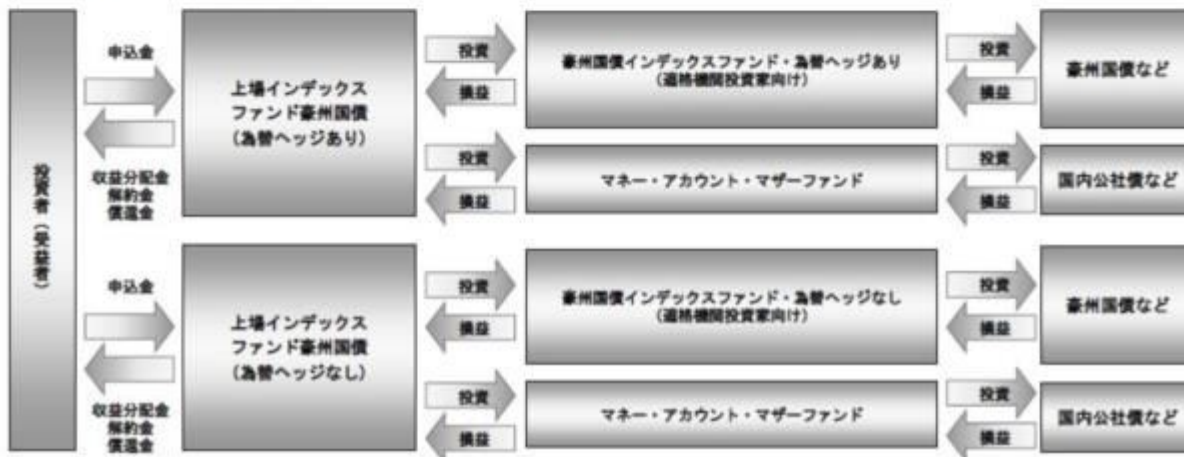 投資者（受益者）
申込金
収益分配金
解約金
償還金
上場インデックス
ファンド豪州国債
（為替ヘッジあり）
投資
損益
豪州国債インデックスファンド・為替ヘッジあり
（適格機関投資家向け）
投資
損益
豪州国債など
投資
損益
マネー・アカウント・マザーファンド
投資
損益
国内公社債など
申込金
収益分配金
解約金
償還金
上場インデックス
ファンド豪州国債
（為替ヘッジなし）
投資
損益
豪州国債インデックスファンド・為替ヘッジなし
（適格機関投資家向け）
投資
損益
豪州国債など
投資
損益
マネー・アカウント・マザーファンド
投資
損益
国内公社債など